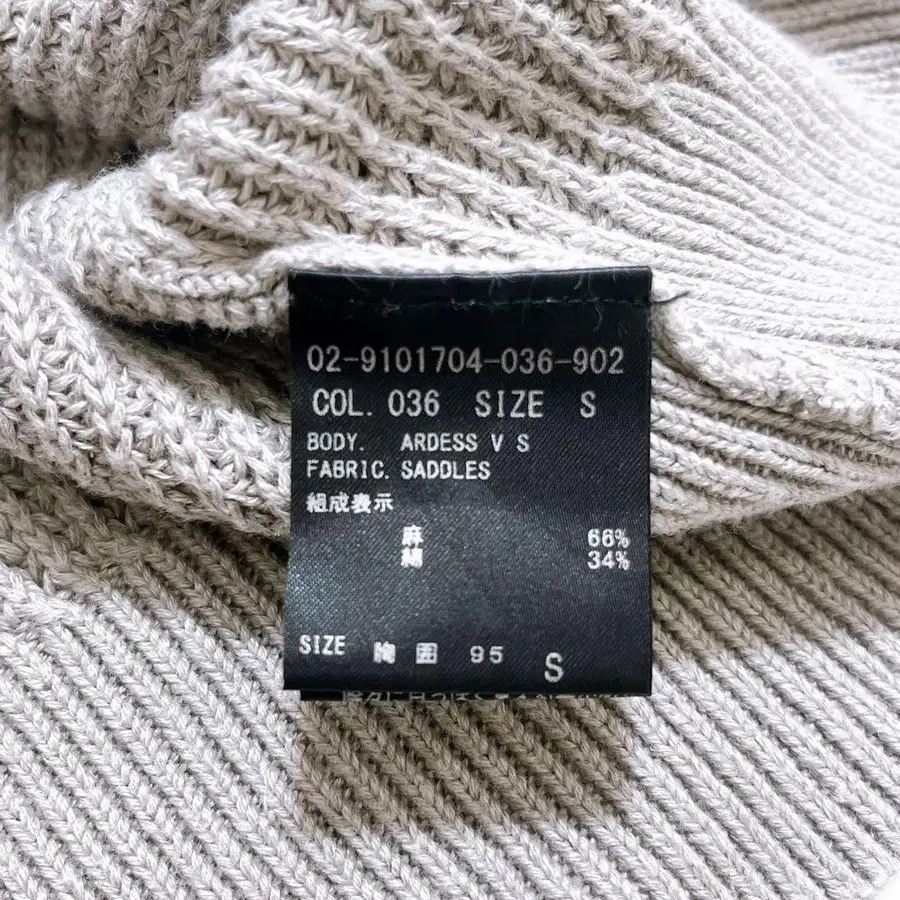 02-9101704-036-902
COL. 036 SIZE S
BODY. ARDESS V S
FABRIC. SADDLES
組成表示
麻 66%
綿 34%
SIZE 胸囲 95 S